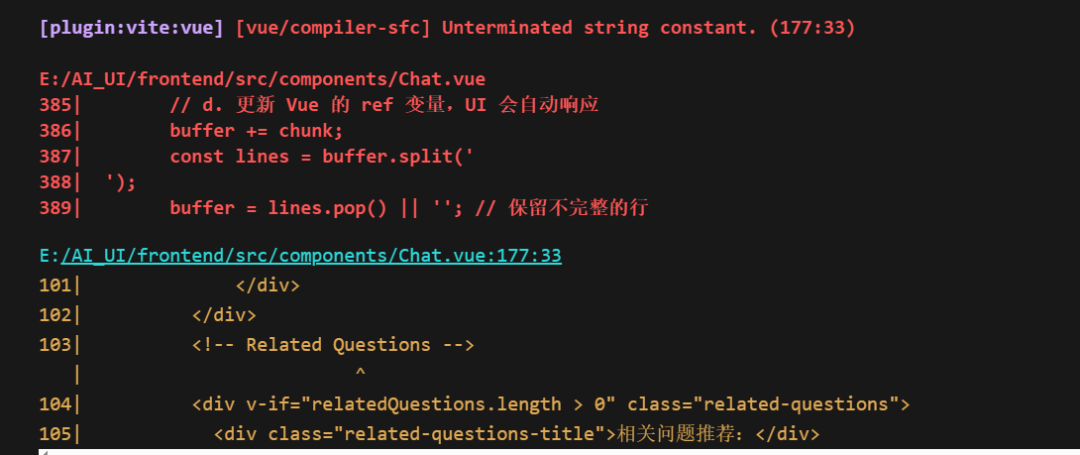 [plugin:vite:vue] [vue/compiler-sfc] Unterminated string constant. (177:33)
E:/AI_UI/frontend/src/components/Chat.vue
385|        // d. 更新 Vue 的 ref 变量，UI 会自动响应
386|        buffer += chunk;
387|        const lines = buffer.split('
388|  ');
389|        buffer = lines.pop() || ''; // 保留不完整的行
E:/AI_UI/frontend/src/components/Chat.vue:177:33
101|              </div>
102|          </div>
103|          <!-- Related Questions -->
   |                         ^
104|          <div v-if="relatedQuestions.length > 0" class="related-questions">
105|            <div class="related-questions-title">相关问题推荐：</div>